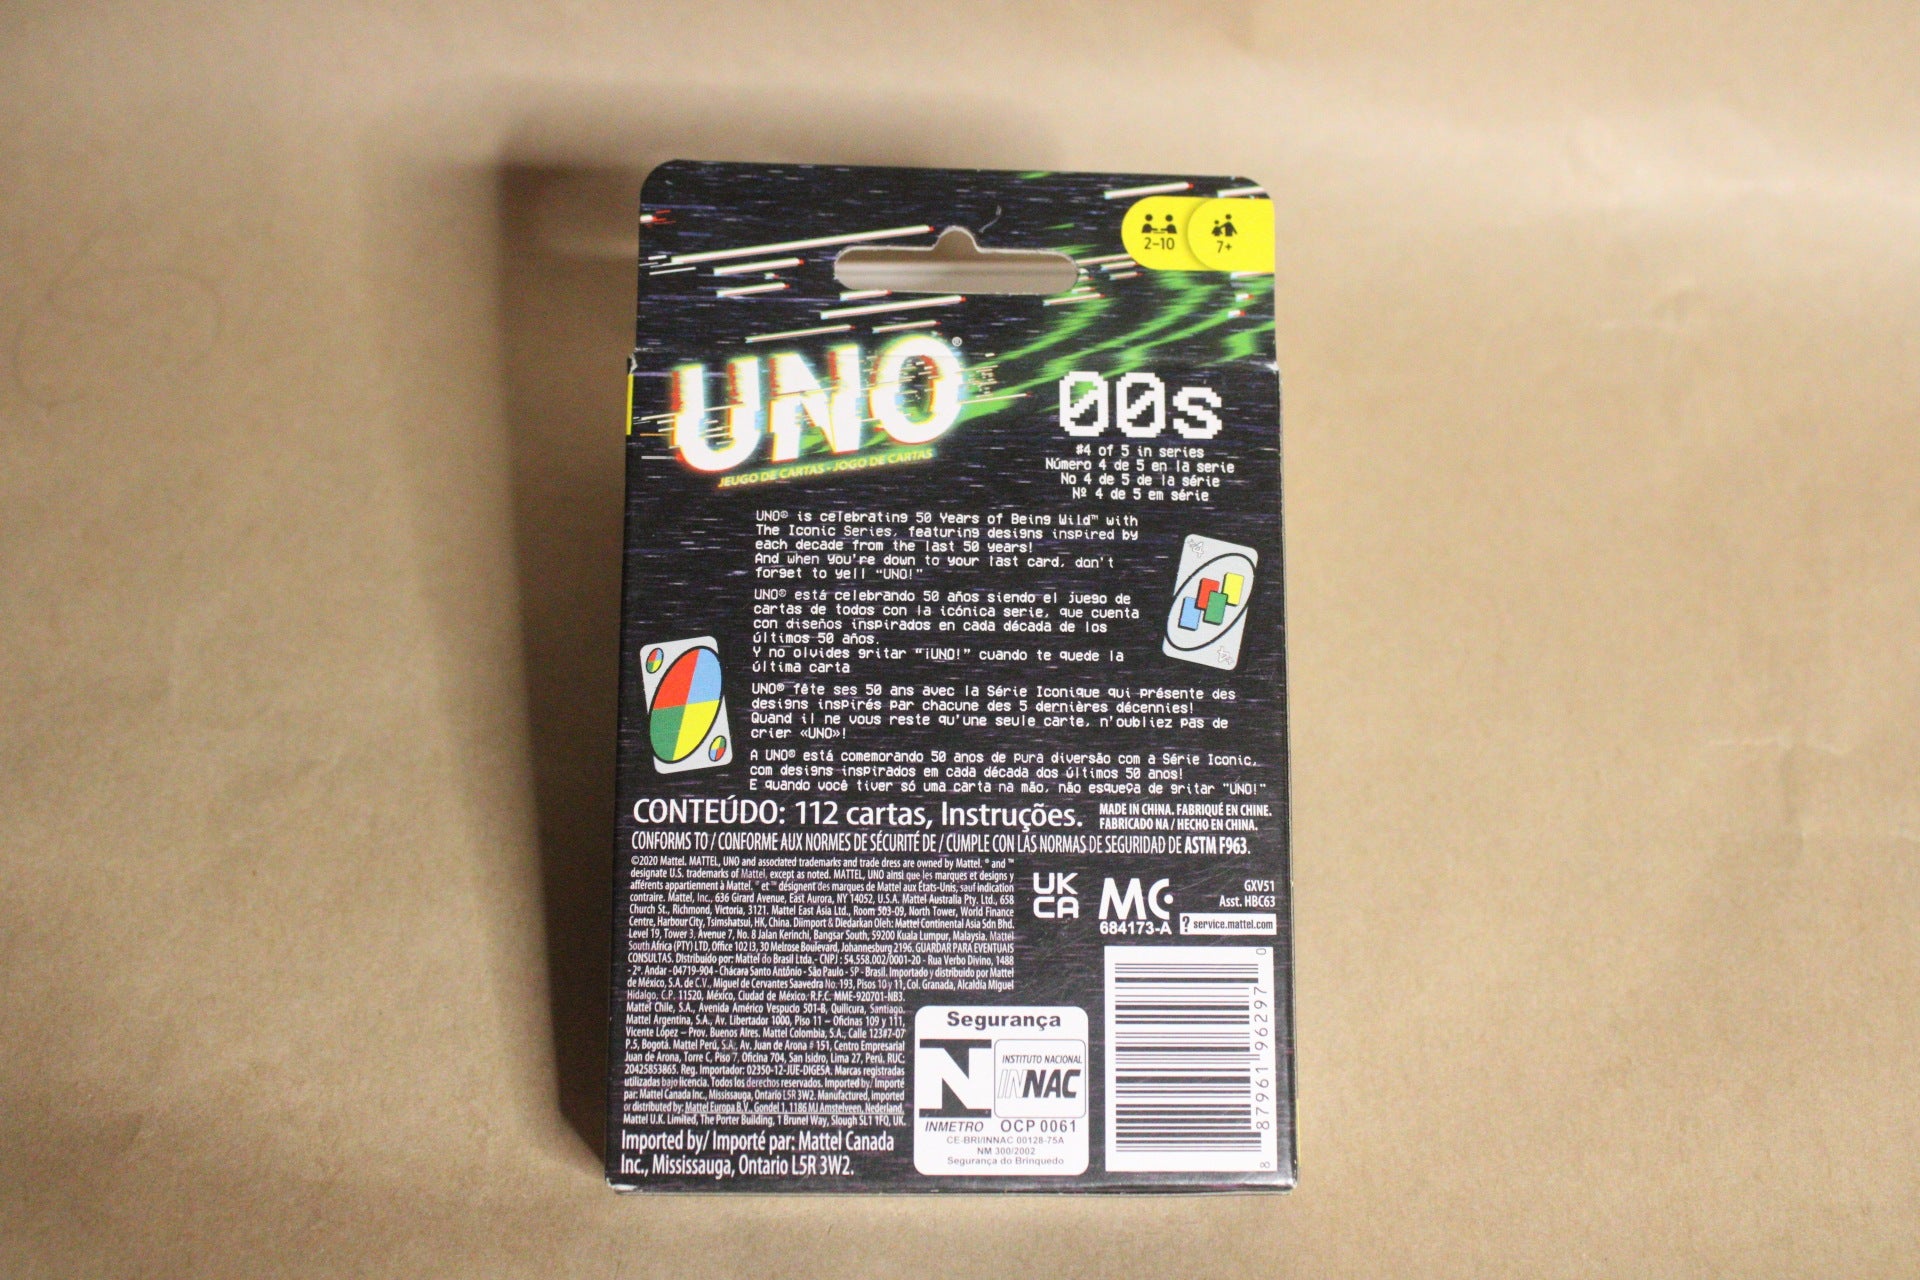 2-10
7+
UNO®
JEUGO DE CARTAS - JOGO DE CARTAS
00s
#4 of 5 in series
Número 4 de 5 en la serie
No 4 de 5 de la série
Nº 4 de 5 em série
UNO® is celebrating 50 Years of Being Wild™ with
The Iconic Series, featuring designs inspired by
each decade from the last 50 years!
And when you're down to your last card, don't
forget to yell “UNO!”
UNO® está celebrando 50 años siendo el juego de
cartas de todos con la icónica serie, que cuenta
con diseños inspirados en cada década de los
últimos 50 años.
Y no olvides gritar “¡UNO!” cuando te quede la
última carta
UNO® fête ses 50 ans avec la Série Iconique qui présente des
designs inspirés par chacune des 5 dernières décennies!
Quand il ne vous reste qu'une seule carte, n'oubliez pas de
crier «UNO»!
A UNO® está comemorando 50 anos de pura diversão com a Série Iconic,
com designs inspirados em cada década dos últimos 50 anos!
E quando você tiver só uma carta na mão, não esqueça de gritar "UNO!"
+4
+4
CONTEÚDO: 112 cartas, Instruções.
MADE IN CHINA. FABRIQUÉ EN CHINE.
FABRICADO NA / HECHO EN CHINA.
CONFORMS TO / CONFORME AUX NORMES DE SÉCURITÉ DE / CUMPLE CON LAS NORMAS DE SEGURIDAD DE ASTM F963.
©2020 Mattel. MATTEL, UNO and associated trademarks and trade dress are owned by Mattel. ® and ™
designate U.S. trademarks of Mattel, except as noted. MATTEL, UNO ainsi que les marques et designs y
afférents appartiennent à Mattel. ® et ™ désignent des marques de Mattel aux États-Unis, sauf indication
contraire. Mattel, Inc., 636 Girard Avenue, East Aurora, NY 14052, U.S.A. Mattel Australia Pty. Ltd., 658
Church St., Richmond, Victoria, 3121. Mattel East Asia Ltd., Room 503-09, North Tower, World Finance
Centre, Harbour City, Tsimshatsui, HK, China. Diimport & Diedarkan Oleh: Mattel Continental Asia Sdn Bhd.
Level 19, Tower 3, Avenue 7, No. 8 Jalan Kerinchi, Bangsar South, 59200 Kuala Lumpur, Malaysia. Mattel
South Africa (PTY) LTD, Office 102 I3, 30 Melrose Boulevard, Johannesburg 2196. GUARDAR PARA EVENTUAIS
CONSULTAS. Distribuído por: Mattel do Brasil Ltda.- CNPJ : 54.558.002/0001-20 - Rua Verbo Divino, 1488
- 2º. Andar - 04719-904 - Chácara Santo Antônio - São Paulo - SP - Brasil. Importado y distribuido por Mattel
de México, S.A. de C.V., Miguel de Cervantes Saavedra No. 193, Pisos 10 y 11, Col. Granada, Alcaldía Miguel
Hidalgo, C.P. 11520, México, Ciudad de México. R.F.C. MME-920701-NB3.
Mattel Chile, S.A., Avenida Américo Vespucio 501-B, Quilicura, Santiago.
Mattel Argentina, S.A., Av. Libertador 1000, Piso 11 – Oficinas 109 y 111,
Vicente López – Prov. Buenos Aires. Mattel Colombia, S.A., Calle 123#7-07
P.5, Bogotá. Mattel Perú, S.A., Av. Juan de Arona # 151, Centro Empresarial
Juan de Arona, Torre C, Piso 7, Oficina 704, San Isidro, Lima 27, Perú. RUC:
20425853865. Reg. Importador: 02350-12-JUE-DIGESA. Marcas registradas
utilizadas bajo licencia. Todos los derechos reservados. Imported by/ Importé
par: Mattel Canada Inc., Mississauga, Ontario L5R 3W2. Manufactured, imported
or distributed by: Mattel Europa B.V., Gondel 1, 1186 MJ Amstelveen, Nederland.
Mattel U.K. Limited, The Porter Building, 1 Brunel Way, Slough SL1 1FQ, UK.
Imported by/ Importé par: Mattel Canada
Inc., Mississauga, Ontario L5R 3W2.
UK
CA
MC
684173-A
GXV51
Asst. HBC63
? service.mattel.com
Segurança
N
INSTITUTO NACIONAL
INNAC
INMETRO OCP 0061
CE-BRI/INNAC 00128-75A
NM 300/2002
Segurança do Brinquedo
8 87961 96297 0